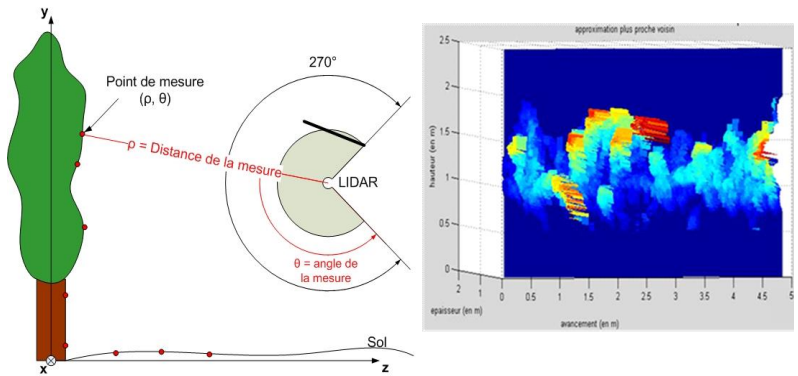 y
Point de mesure
(ρ, θ)
270°
ρ = Distance de la mesure
LIDAR
θ = angle de
la mesure
Sol
x
z
approximation plus proche voisin
2.5
2
1.5
1
0.5
0
hauteur (en m)
2 1 0 0.5 1 1.5 2 2.5 3 3.5 4 4.5 5
epaisseur (en m)
avancement (en m)